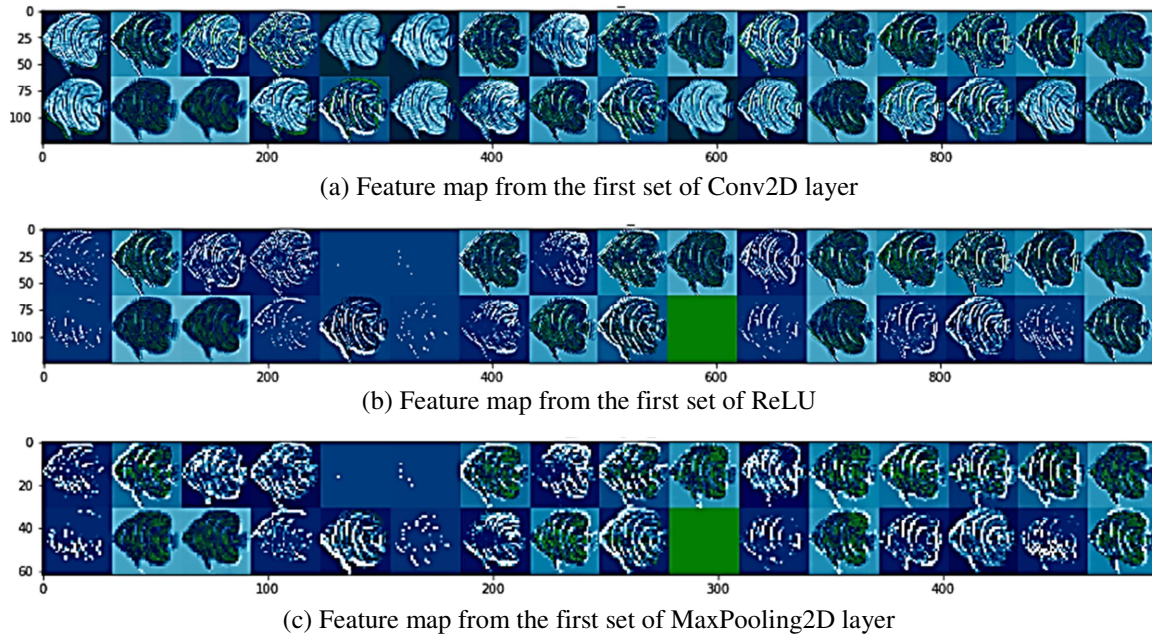 0
25
50
75
100
0 200 400 600 800
(a) Feature map from the first set of Conv2D layer
0
25
50
75
100
0 200 400 600 800
(b) Feature map from the first set of ReLU
0
20
40
60
0 100 200 300 400
(c) Feature map from the first set of MaxPooling2D layer